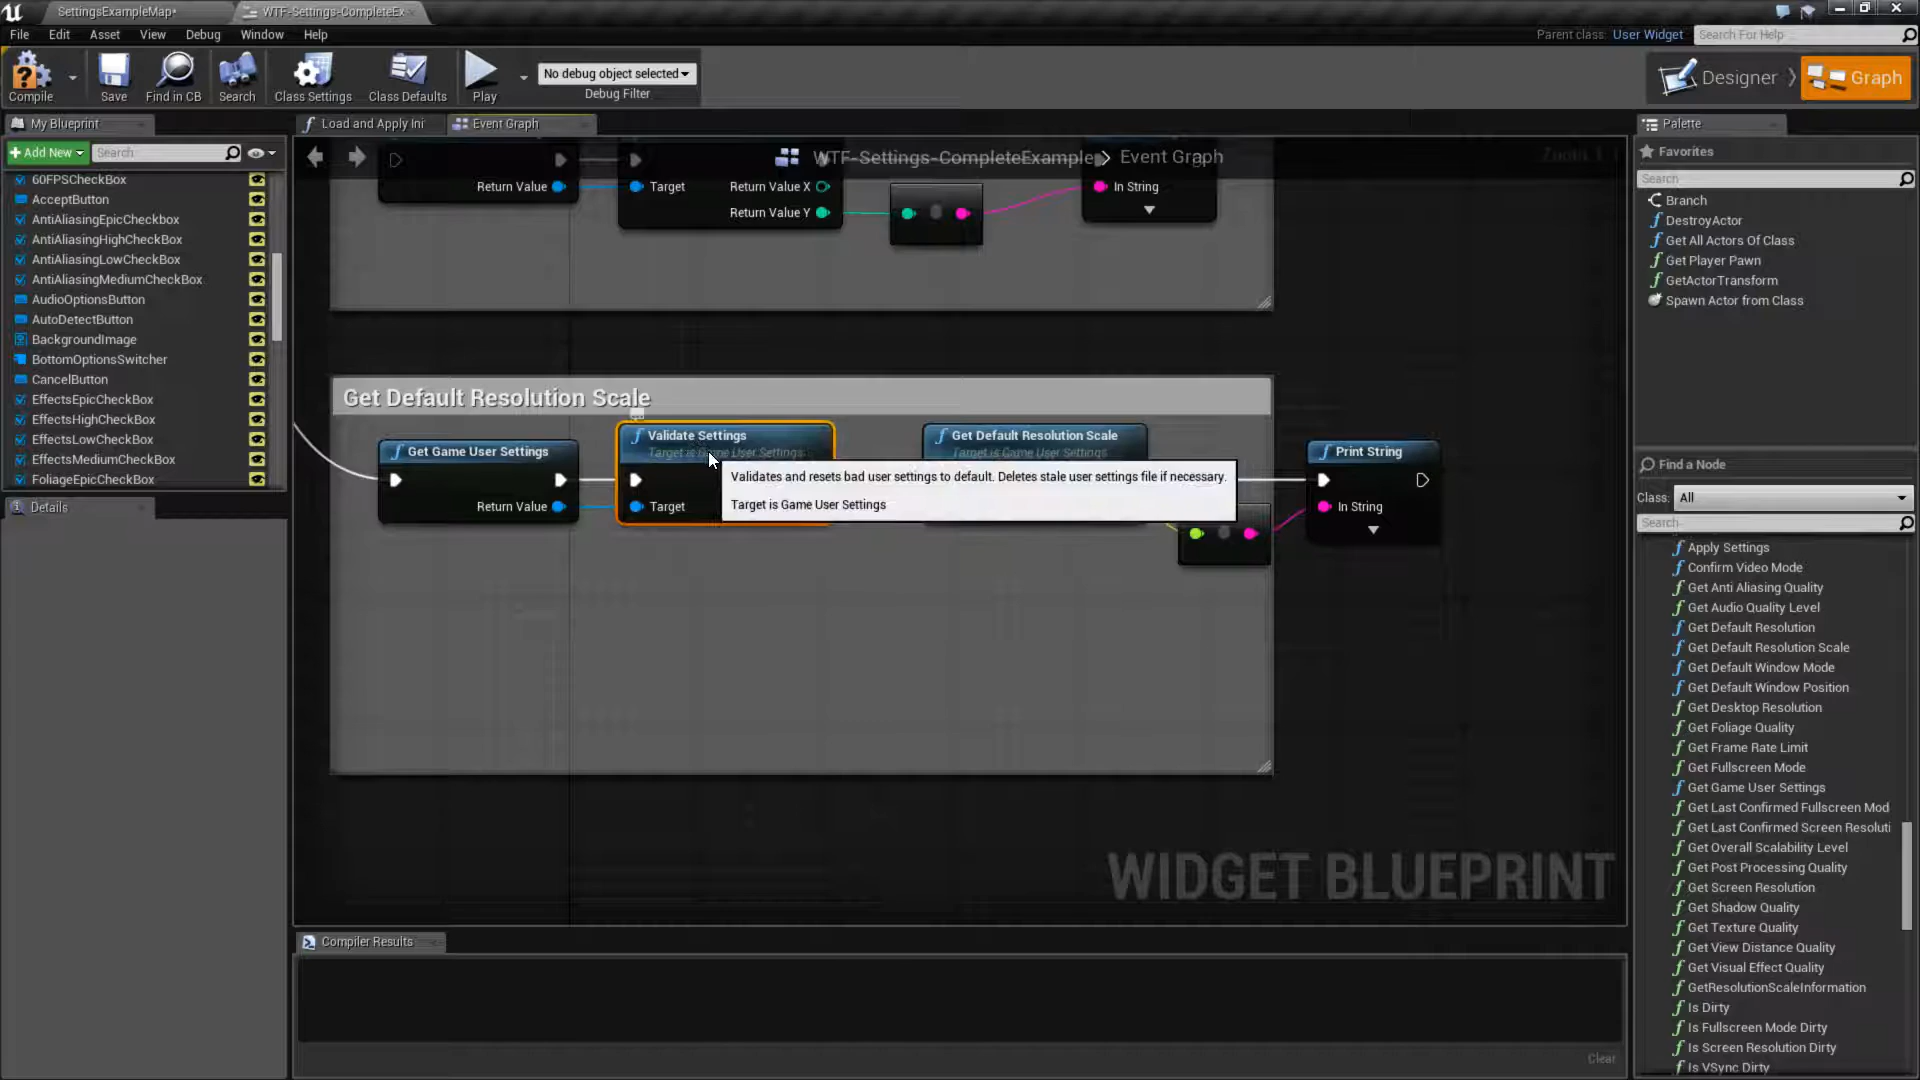 SettingsExampleMap*
WTF-Settings-CompleteEx
File Edit Asset View Debug Window Help
Parent class: User Widget
Search For Help
Compile
Save
Find in CB
Search
Class Settings
Class Defaults
Play
No debug object selected
Debug Filter
Designer
Graph
My Blueprint
Add New
Search
60FPSCheckBox
AcceptButton
AntiAliasingEpicCheckbox
AntiAliasingHighCheckBox
AntiAliasingLowCheckBox
AntiAliasingMediumCheckBox
AudioOptionsButton
AutoDetectButton
BackgroundImage
BottomOptionsSwitcher
CancelButton
EffectsEpicCheckBox
EffectsHighCheckBox
EffectsLowCheckBox
EffectsMediumCheckBox
FoliageEpicCheckBox
Details
Load and Apply Ini
Event Graph
WTF-Settings-CompleteExample > Event Graph
Return Value
Target
Return Value X
Return Value Y
In String
Get Default Resolution Scale
Get Game User Settings
Return Value
Validate Settings
Target is Game User Settings
Target
Get Default Resolution Scale
Target is Game User Settings
Validates and resets bad user settings to default. Deletes stale user settings file if necessary.
Target is Game User Settings
Print String
In String
WIDGET BLUEPRINT
Compiler Results
Clear
Palette
Favorites
Search
Branch
DestroyActor
Get All Actors Of Class
Get Player Pawn
GetActorTransform
Spawn Actor from Class
Find a Node
Class: All
Search
Apply Settings
Confirm Video Mode
Get Anti Aliasing Quality
Get Audio Quality Level
Get Default Resolution
Get Default Resolution Scale
Get Default Window Mode
Get Default Window Position
Get Desktop Resolution
Get Foliage Quality
Get Frame Rate Limit
Get Fullscreen Mode
Get Game User Settings
Get Last Confirmed Fullscreen Mod
Get Last Confirmed Screen Resoluti
Get Overall Scalability Level
Get Post Processing Quality
Get Screen Resolution
Get Shadow Quality
Get Texture Quality
Get View Distance Quality
Get Visual Effect Quality
GetResolutionScaleInformation
Is Dirty
Is Fullscreen Mode Dirty
Is Screen Resolution Dirty
Is VSync Dirty